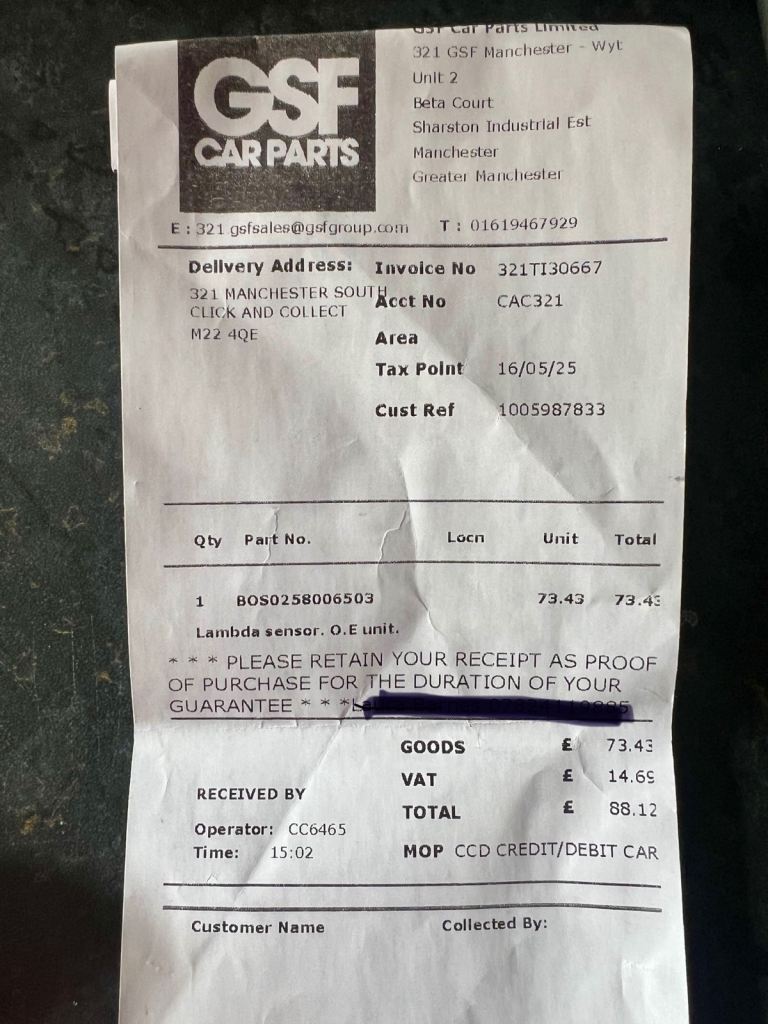 GSF
CAR PARTS
GSF Car Parts Limited
321 GSF Manchester - Wyt
Unit 2
Beta Court
Sharston Industrial Est
Manchester
Greater Manchester
E : 321.gsfsales@gsfgroup.com T : 01619467929
Delivery Address: Invoice No 321TI30667
321 MANCHESTER SOUTH
CLICK AND COLLECT Acct No CAC321
M22 4QE
Area
Tax Point 16/05/25
Cust Ref 1005987833
Qty Part No. Locn Unit Total
1 BOS0258006503 73.43 73.43
Lambda sensor. O.E unit.
* * * PLEASE RETAIN YOUR RECEIPT AS PROOF
OF PURCHASE FOR THE DURATION OF YOUR
GUARANTEE * * *
GOODS £ 73.43
VAT £ 14.69
TOTAL £ 88.12
RECEIVED BY
Operator: CC6465
Time: 15:02 MOP CCD CREDIT/DEBIT CAR
Customer Name Collected By: